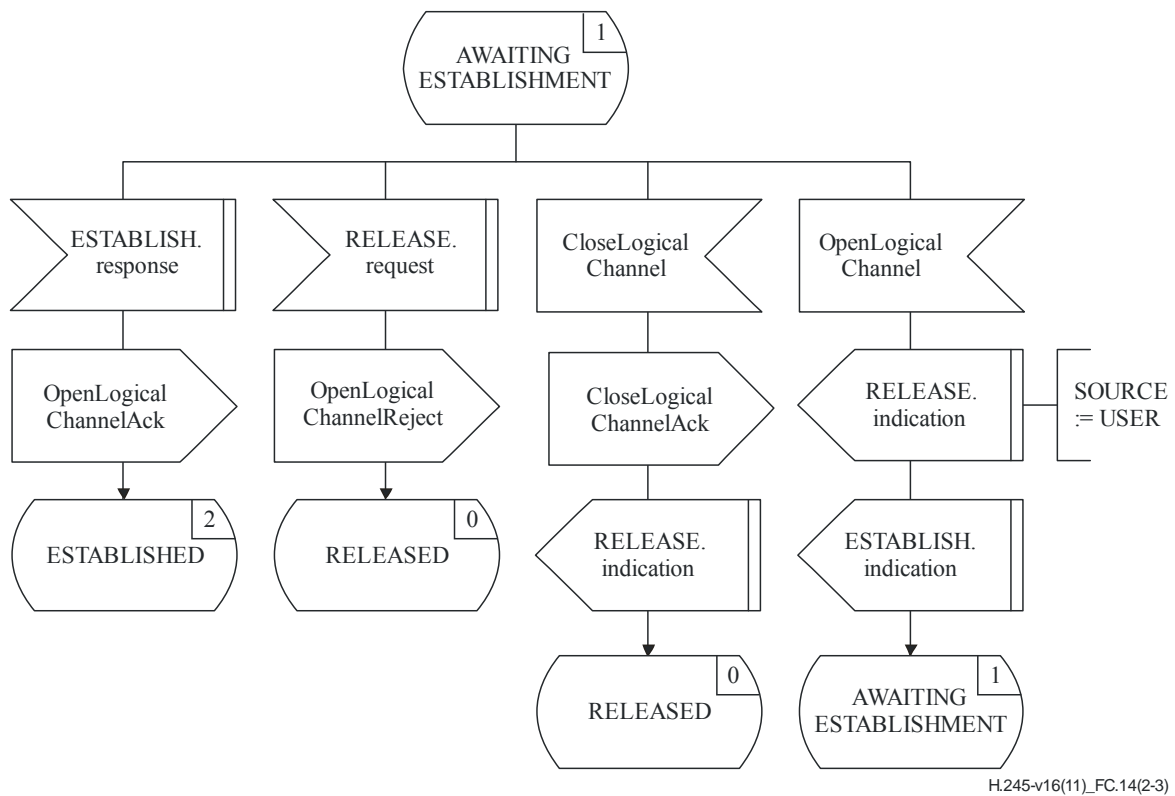 1
AWAITING
ESTABLISHMENT
ESTABLISH.
response
RELEASE.
request
CloseLogical
Channel
OpenLogical
Channel
OpenLogical
ChannelAck
OpenLogical
ChannelReject
CloseLogical
ChannelAck
RELEASE.
indication
SOURCE
:= USER
2
ESTABLISHED
0
RELEASED
RELEASE.
indication
ESTABLISH.
indication
0
RELEASED
1
AWAITING
ESTABLISHMENT
H.245-v16(11)_FC.14(2-3)